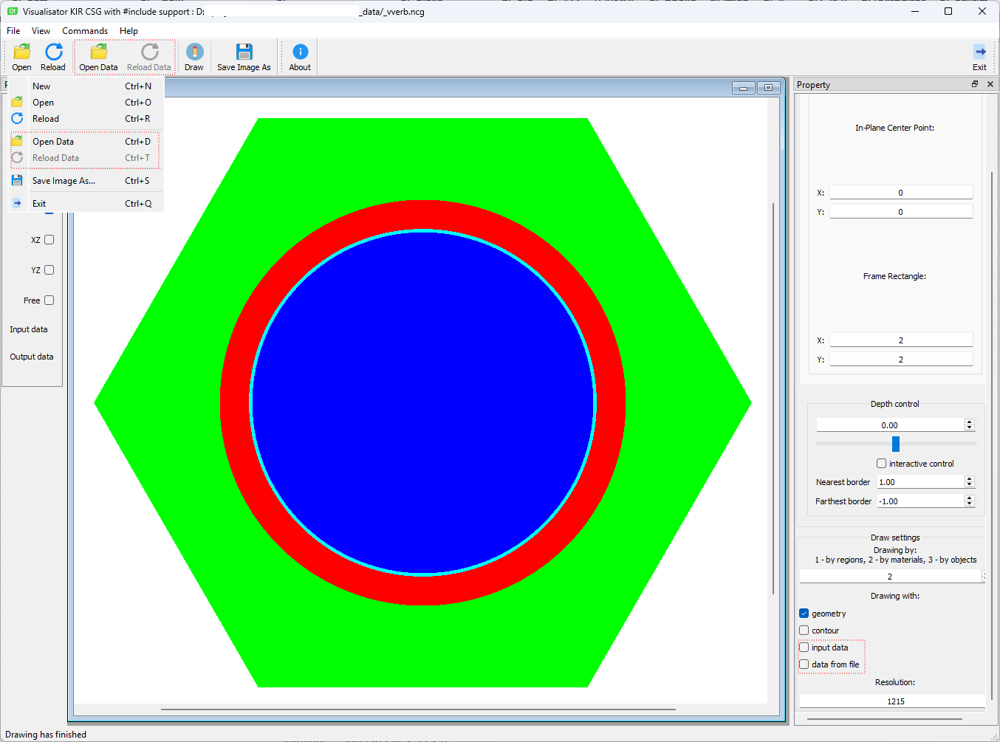 Visualisator KIR CSG with #include support : D:
_data/_vverb.ncg
File View Commands Help
Open Reload Open Data Reload Data Draw Save Image As About Exit
New Ctrl+N
Open Ctrl+O
Reload Ctrl+R
Open Data Ctrl+D
Reload Data Ctrl+T
Save Image As... Ctrl+S
Exit Ctrl+Q
XZ
YZ
Free
Input data
Output data
Property
In-Plane Center Point:
X: 0
Y: 0
Frame Rectangle:
X: 2
Y: 2
Depth control
0.00
interactive control
Nearest border 1.00
Farthest border -1.00
Draw settings
Drawing by:
1 - by regions, 2 - by materials, 3 - by objects
2
Drawing with:
geometry
contour
input data
data from file
Resolution:
1215
Drawing has finished